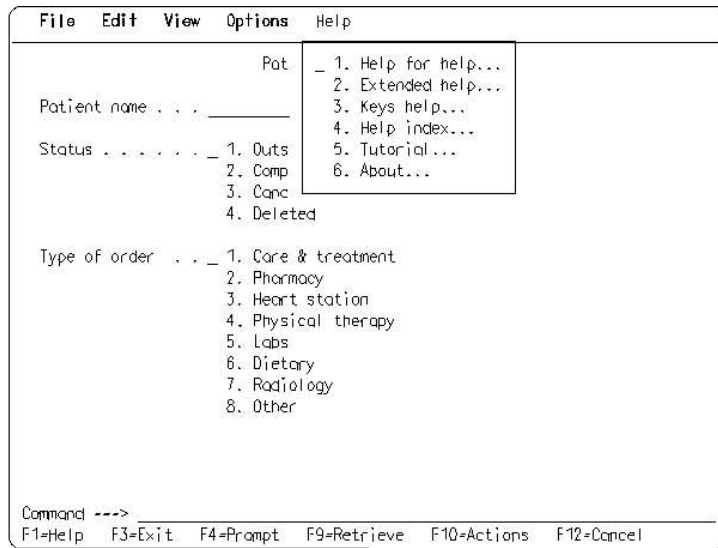 File Edit View Options Help
Pat
_ 1. Help for help...
2. Extended help...
3. Keys help...
4. Help index...
5. Tutorial...
6. About...
Patient name . . . __________
Status . . . . . . _ 1. Outs
2. Comp
3. Canc
4. Deleted
Type of order . . _ 1. Care & treatment
2. Pharmacy
3. Heart station
4. Physical therapy
5. Labs
6. Dietary
7. Radiology
8. Other
Command ---> __________
F1=Help F3=Exit F4=Prompt F9=Retrieve F10=Actions F12=Cancel